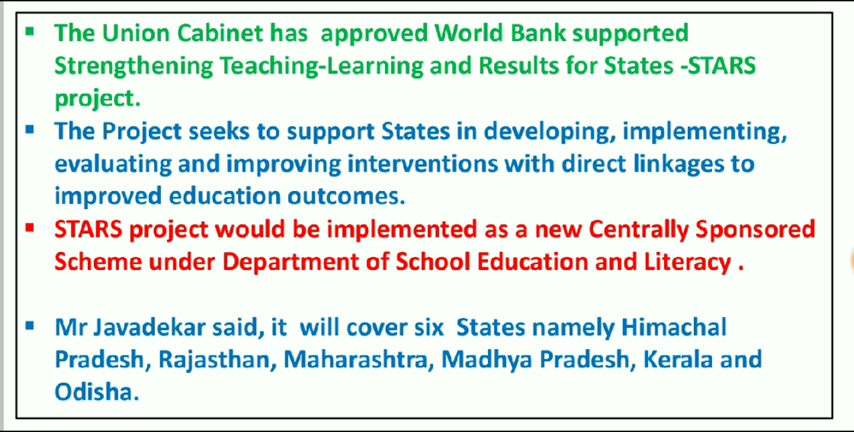 ▪ The Union Cabinet has approved World Bank supported
Strengthening Teaching-Learning and Results for States -STARS
project.
▪ The Project seeks to support States in developing, implementing,
evaluating and improving interventions with direct linkages to
improved education outcomes.
▪ STARS project would be implemented as a new Centrally Sponsored
Scheme under Department of School Education and Literacy .
▪ Mr Javadekar said, it will cover six States namely Himachal
Pradesh, Rajasthan, Maharashtra, Madhya Pradesh, Kerala and
Odisha.